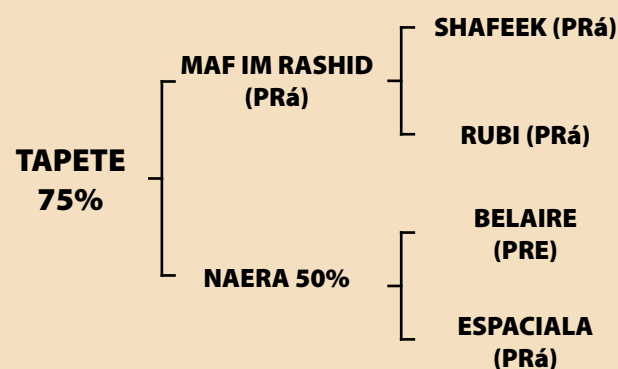 TAPETE
75%
MAF IM RASHID
(PRá)
NAERA 50%
SHAFEEK (PRá)
RUBI (PRá)
BELAIRE
(PRE)
ESPACIALA
(PRá)